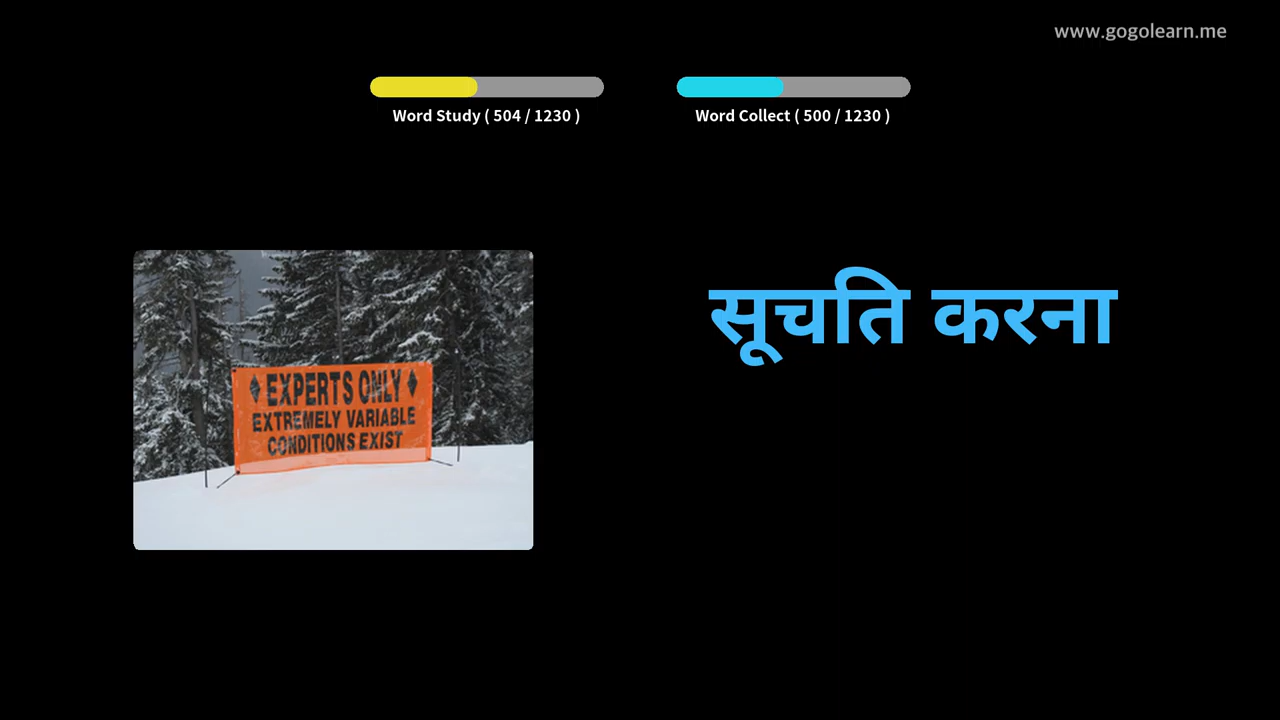 www.gogolearn.me
Word Study ( 504 / 1230 )
Word Collect ( 500 / 1230 )
सूचति करना
EXPERTS ONLY
EXTREMELY VARIABLE
CONDITIONS EXIST